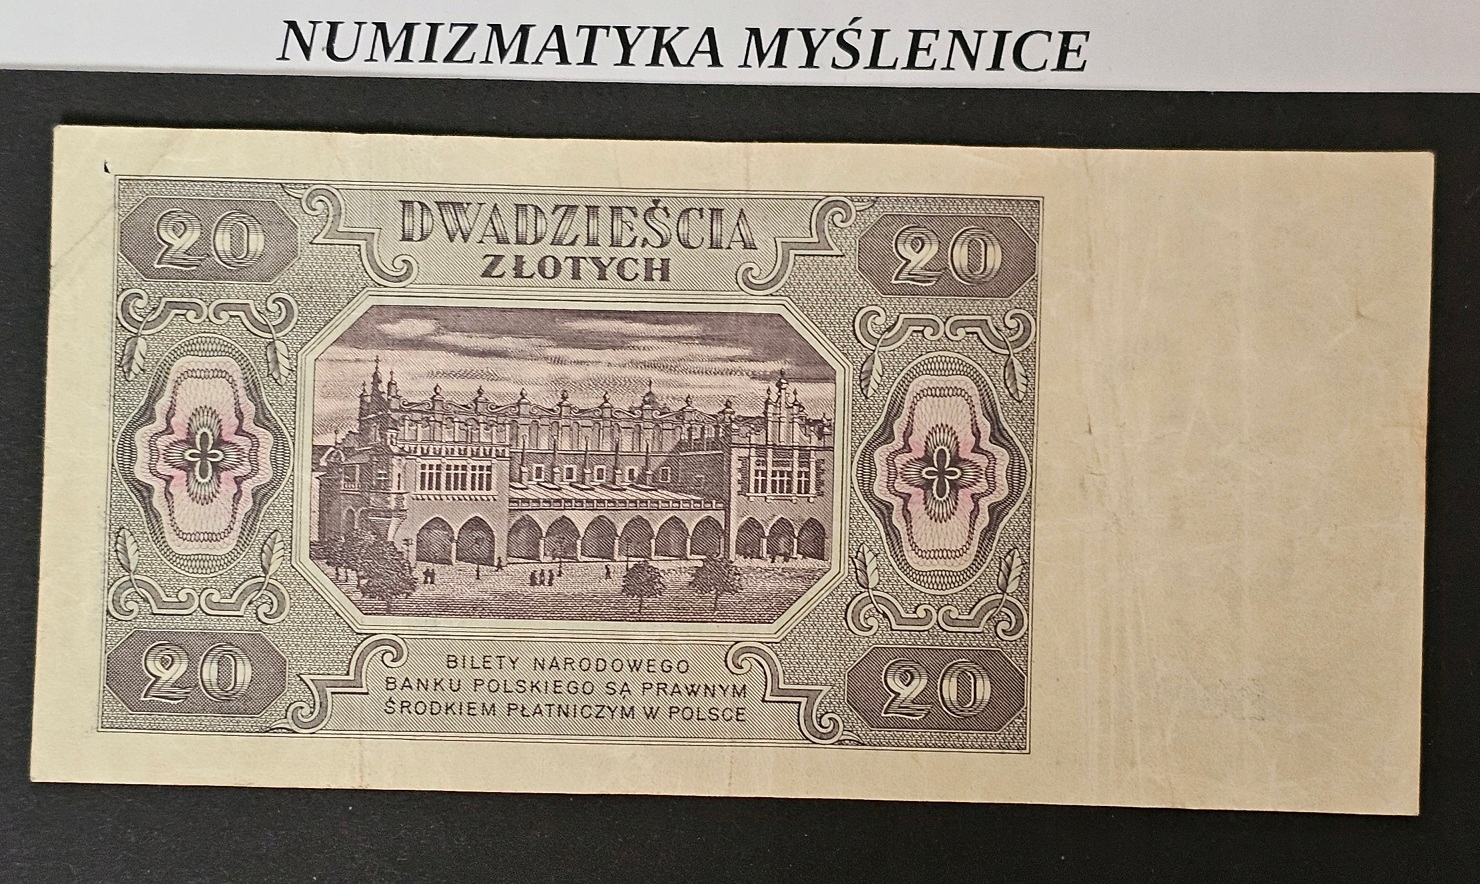 NUMIZMATYKA MYŚLENICE
20 DWADZIEŚCIA 20
ZŁOTYCH
20 BILETY NARODOWEGO 20
BANKU POLSKIEGO SĄ PRAWNYM
ŚRODKIEM PŁATNICZYM W POLSCE